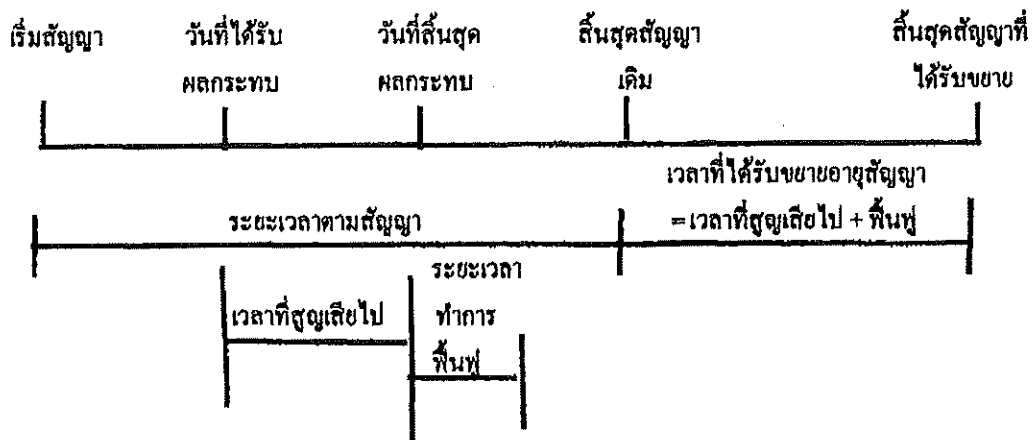 เริ่มสัญญา วันที่ได้รับ วันที่สิ้นสุด สิ้นสุดสัญญา สิ้นสุดสัญญาที่
ผลกระทบ ผลกระทบ เดิม ได้รับขยาย
เวลาที่ได้รับขยายอายุสัญญา
ระยะเวลาตามสัญญา =เวลาที่สูญเสียไป + ฟื้นฟู
ระยะเวลา
เวลาที่สูญเสียไป ทำการ
ฟื้นฟู